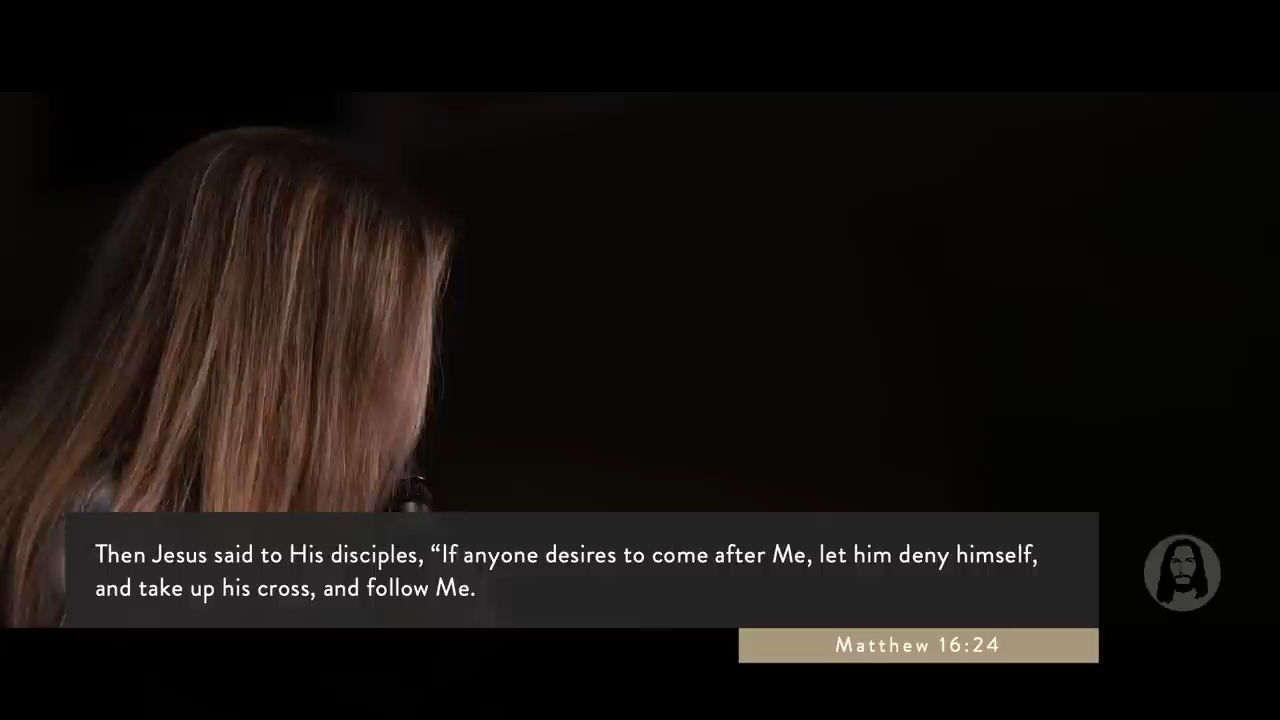 Then Jesus said to His disciples, “If anyone desires to come after Me, let him deny himself,
and take up his cross, and follow Me.
Matthew 16:24